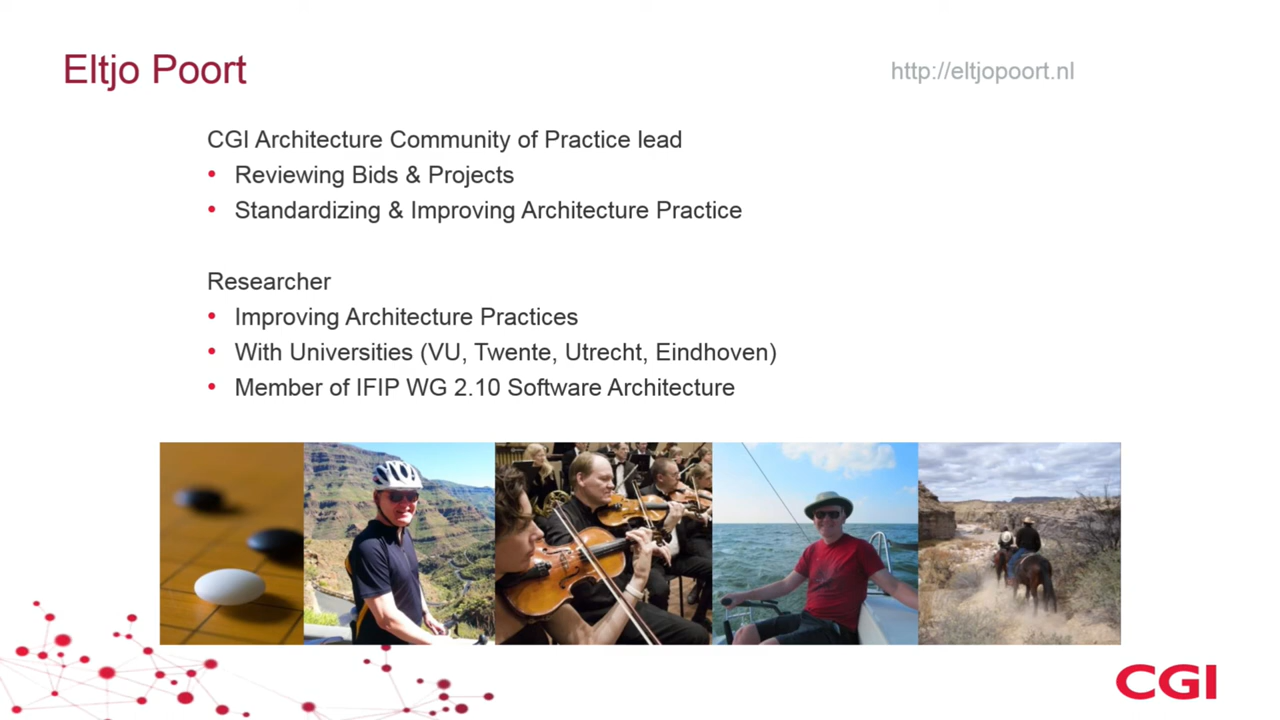 Eltjo Poort
http://eltjopoort.nl
CGI Architecture Community of Practice lead
• Reviewing Bids & Projects
• Standardizing & Improving Architecture Practice
Researcher
• Improving Architecture Practices
• With Universities (VU, Twente, Utrecht, Eindhoven)
• Member of IFIP WG 2.10 Software Architecture
CGI